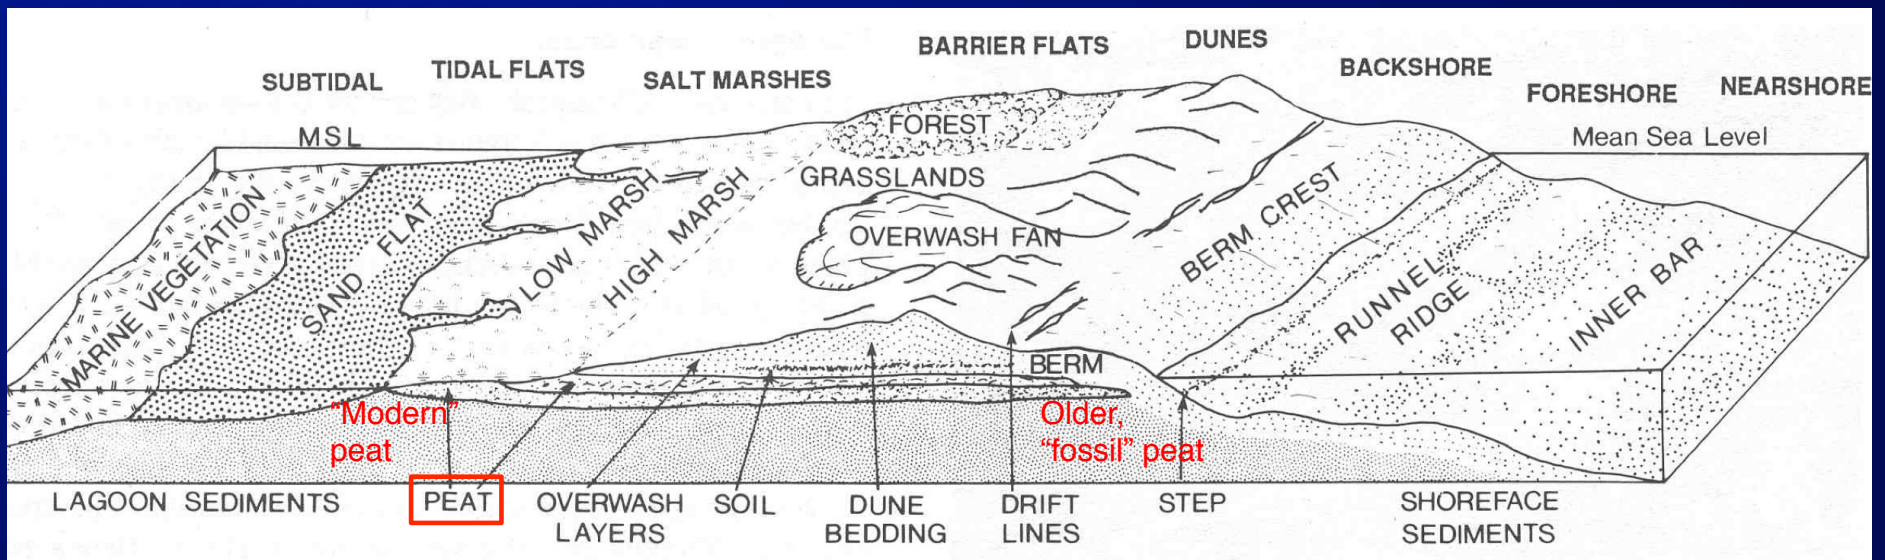 SUBTIDAL
TIDAL FLATS
SALT MARSHES
BARRIER FLATS
DUNES
BACKSHORE
FORESHORE
NEARSHORE
MSL
Mean Sea Level
FOREST
GRASSLANDS
OVERWASH FAN
MARINE VEGETATION
SAND FLAT
LOW MARSH
HIGH MARSH
BERM CREST
RUNNEL
RIDGE
INNER BAR
BERM
“Modern”
peat
Older,
“fossil” peat
LAGOON SEDIMENTS
PEAT
OVERWASH
LAYERS
SOIL
DUNE
BEDDING
DRIFT
LINES
STEP
SHOREFACE
SEDIMENTS